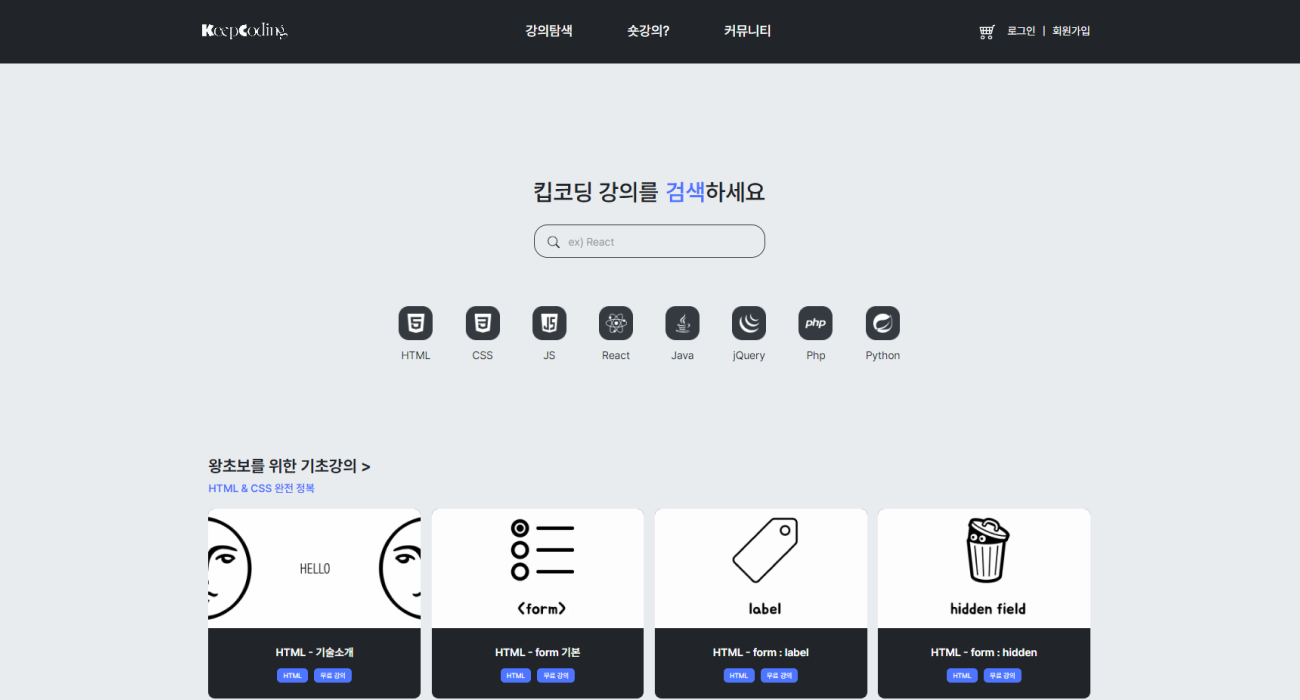 KeepCoding.
강의탐색 숏강의? 커뮤니티 로그인 | 회원가입
킵코딩 강의를 검색하세요
ex) React
HTML CSS JS React Java jQuery php Php Python
왕초보를 위한 기초강의 >
HTML & CSS 완전 정복
HELLO <form> label hidden field
HTML - 기술소개 HTML - form 기본 HTML - form : label HTML - form : hidden
HTML 무료 강의 HTML 무료 강의 HTML 무료 강의 HTML 무료 강의